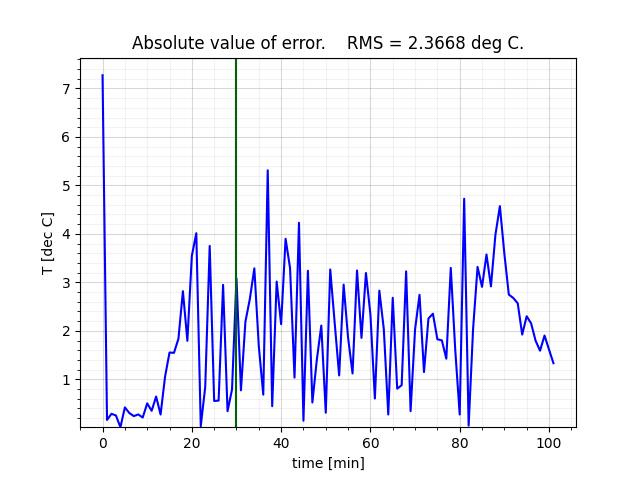 Absolute value of error.    RMS = 2.3668 deg C.
T [dec C]
7
6
5
4
3
2
1
0 20 40 60 80 100
time [min]